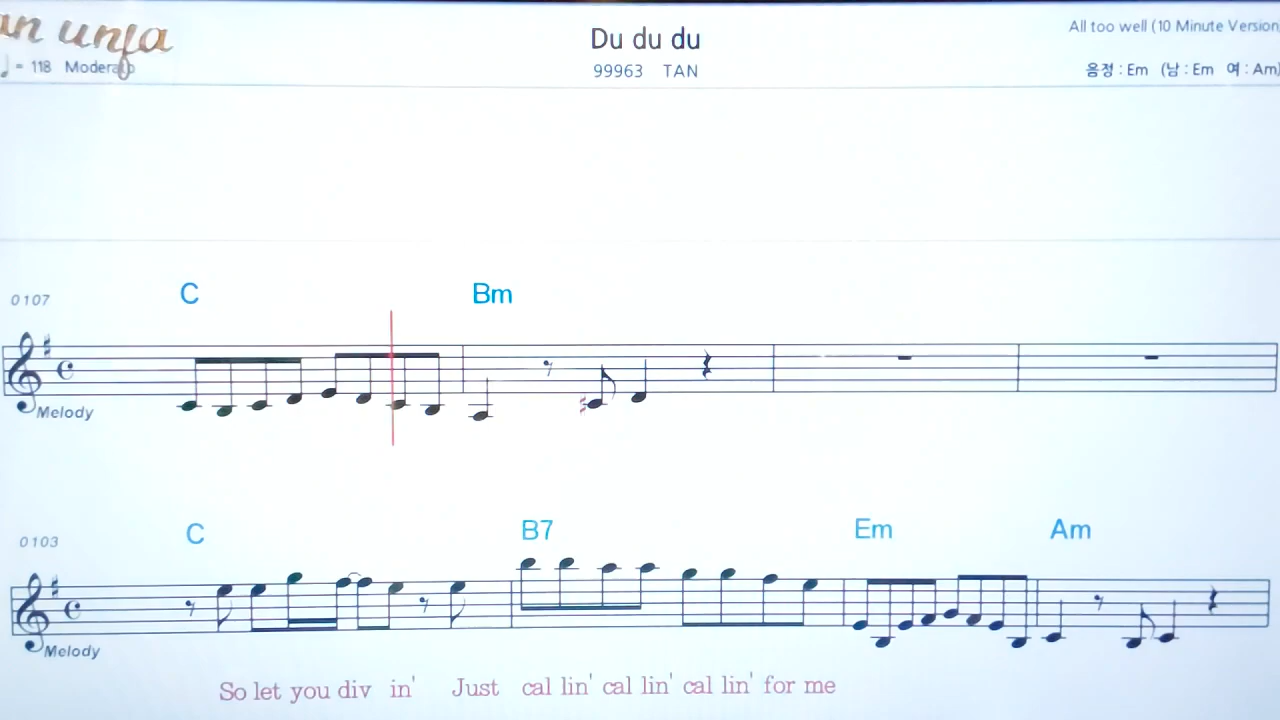 un unfa
♩ = 118 Moderato
Du du du
99963 TAN
All too well (10 Minute Version
음정 : Em (남 : Em 여 : Am)
0107
C Bm
Melody
0103
C B7 Em Am
Melody
So let you div in' Just cal lin' cal lin' cal lin' for me